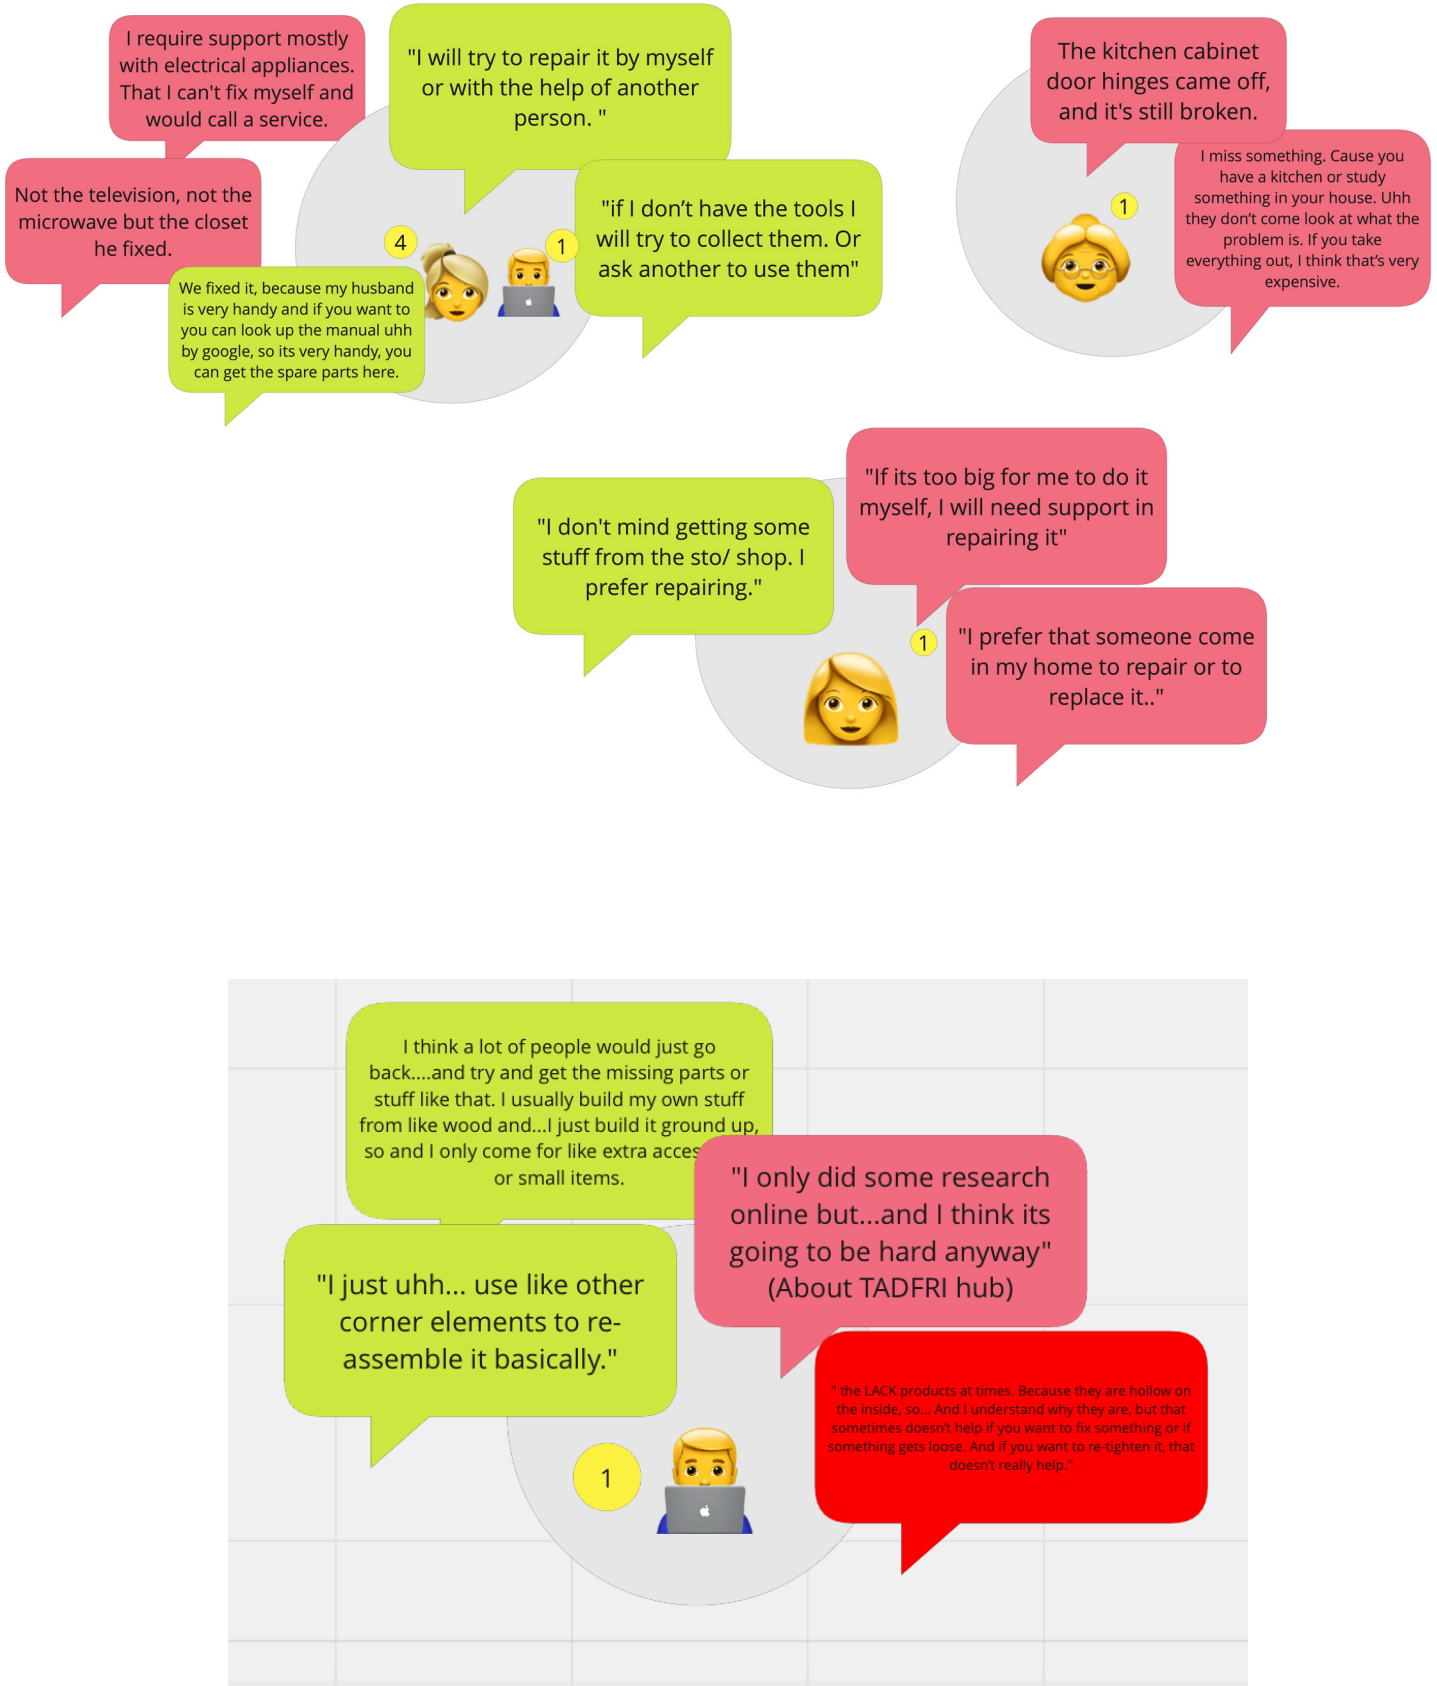 I require support mostly
with electrical appliances.
That I can't fix myself and
would call a service.
"I will try to repair it by myself
or with the help of another
person. "
Not the television, not the
microwave but the closet
he fixed.
"if I don’t have the tools I
will try to collect them. Or
ask another to use them"
4
1
We fixed it, because my husband
is very handy and if you want to
you can look up the manual uhh
by google, so its very handy, you
can get the spare parts here.
The kitchen cabinet
door hinges came off,
and it's still broken.
I miss something. Cause you
have a kitchen or study
something in your house. Uhh
they don’t come look at what the
problem is. If you take
everything out, I think that’s very
expensive.
1
"If its too big for me to do it
myself, I will need support in
repairing it"
"I don't mind getting some
stuff from the sto/ shop. I
prefer repairing."
1
"I prefer that someone come
in my home to repair or to
replace it.."
I think a lot of people would just go
back....and try and get the missing parts or
stuff like that. I usually build my own stuff
from like wood and...I just build it ground up,
so and I only come for like extra
or small items.
"I only did some research
online but...and I think its
going to be hard anyway"
(About TADFRI hub)
"I just uhh... use like other
corner elements to re-
assemble it basically."
" the LACK products at times. Because they are hollow on
the inside, so... And i understand why they are, but that
sometimes doesn’t help if you want to fix something or if
something gets loose. And if you want to re-tighten it, that
doesn’t really help."
1